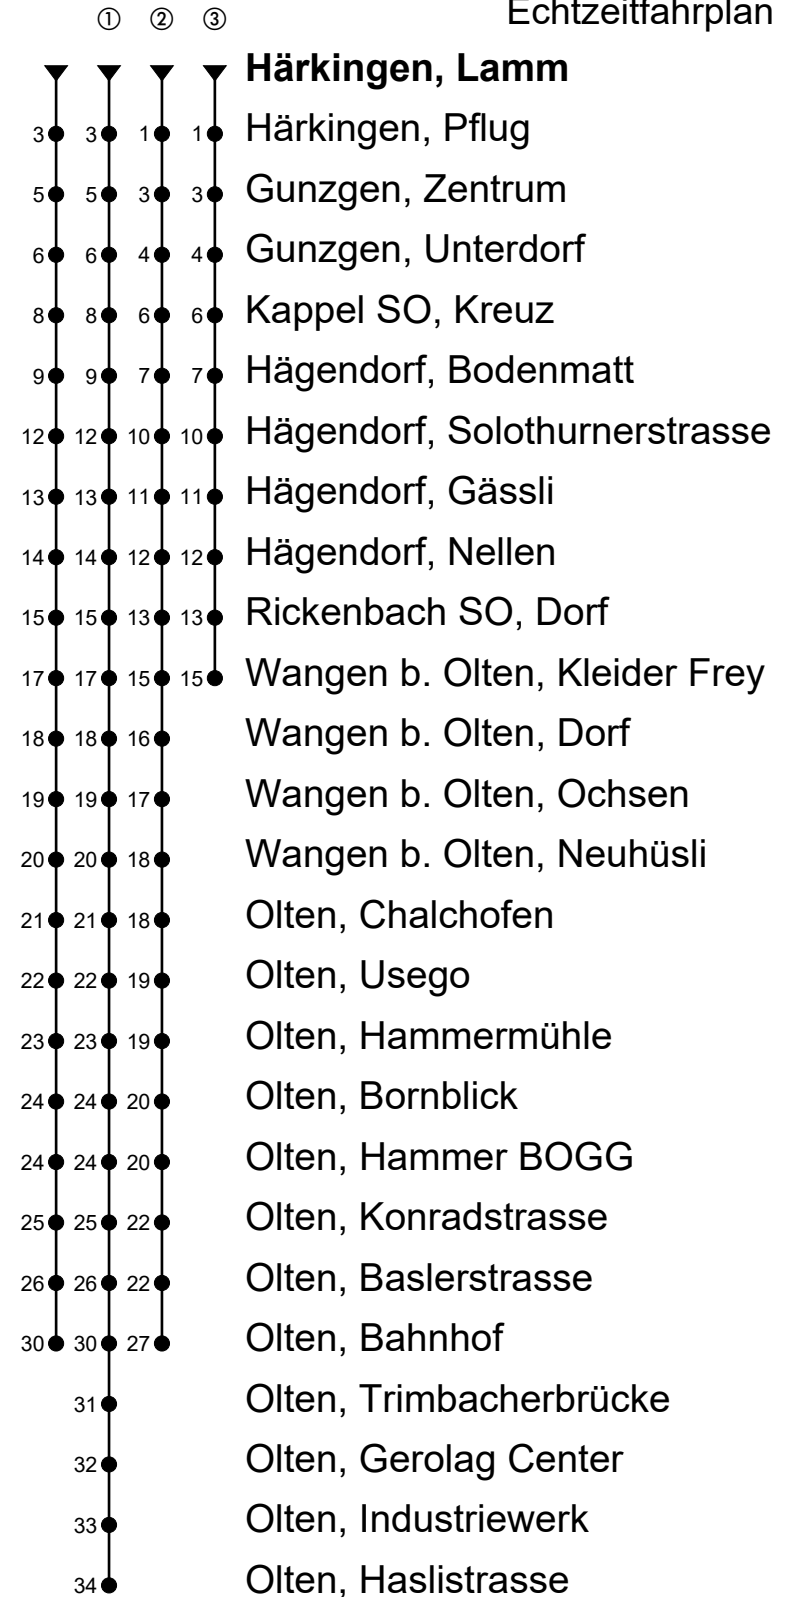 Echtzeitfahrplan
① ② ③
Härkingen, Lamm
3 3 1 1 Härkingen, Pflug
5 5 3 3 Gunzgen, Zentrum
6 6 4 4 Gunzgen, Unterdorf
8 8 6 6 Kappel SO, Kreuz
9 9 7 7 Hägendorf, Bodenmatt
12 12 10 10 Hägendorf, Solothurnerstrasse
13 13 11 11 Hägendorf, Gässli
14 14 12 12 Hägendorf, Nellen
15 15 13 13 Rickenbach SO, Dorf
17 17 15 15 Wangen b. Olten, Kleider Frey
18 18 16 Wangen b. Olten, Dorf
19 19 17 Wangen b. Olten, Ochsen
20 20 18 Wangen b. Olten, Neuhüsli
21 21 18 Olten, Chalchofen
22 22 19 Olten, Usego
23 23 19 Olten, Hammermühle
24 24 20 Olten, Bornblick
24 24 20 Olten, Hammer BOGG
25 25 22 Olten, Konradstrasse
26 26 22 Olten, Baslerstrasse
30 30 27 Olten, Bahnhof
31 Olten, Trimbacherbrücke
32 Olten, Gerolag Center
33 Olten, Industriewerk
34 Olten, Haslistrasse